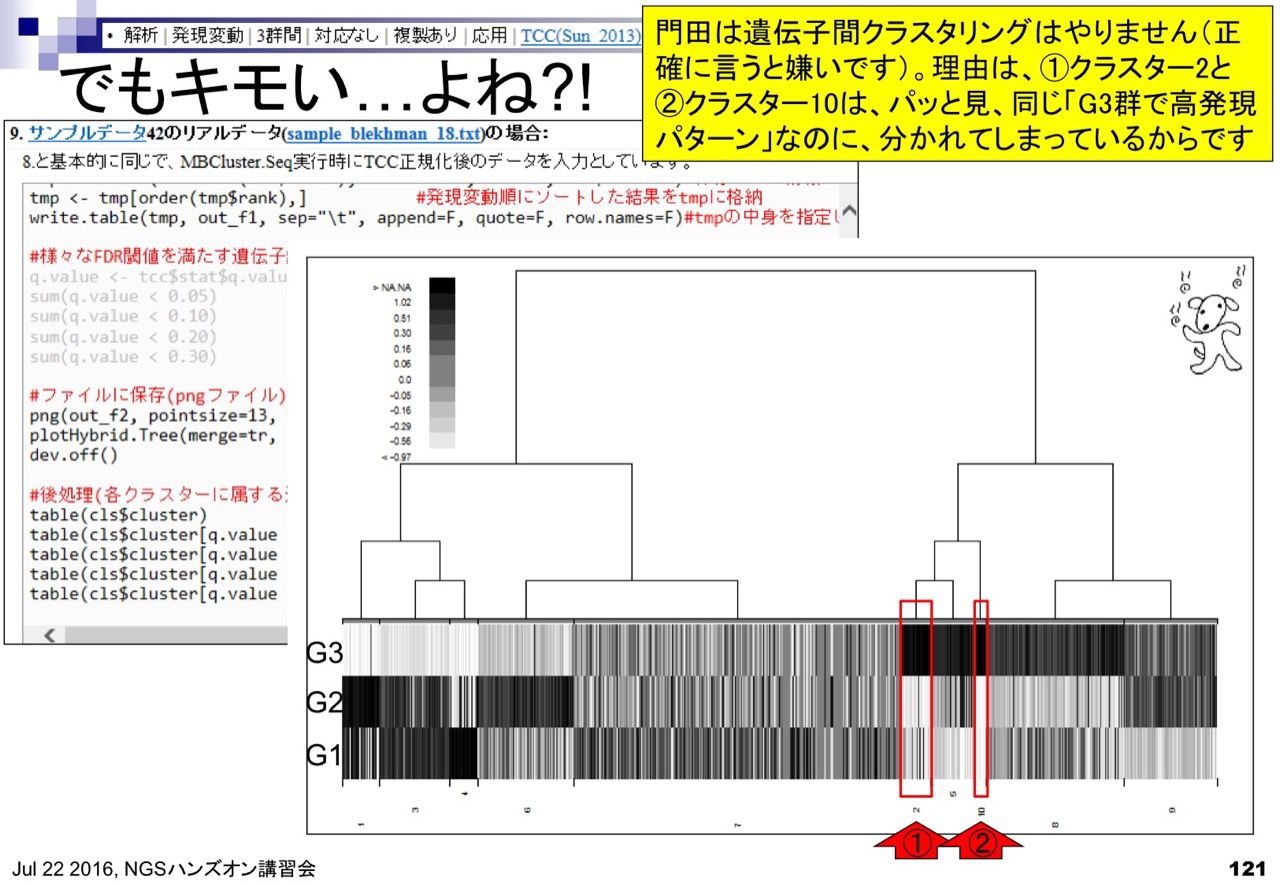 ・解析 | 発現変動 | 3群間 | 対応なし | 複製あり | 応用 | TCC(Sun_2013)
でもキモい…よね?!
門田は遺伝子間クラスタリングはやりません（正
確に言うと嫌いです）。理由は、①クラスター2と
②クラスター10は、パッと見、同じ「G3群で高発現
パターン」なのに、分かれてしまっているからです
9. サンプルデータ42のリアルデータ(sample_blekhman_18.txt)の場合:
8.と基本的に同じで、MBCluster.Seq実行時にTCC正規化後のデータを入力としています。
tmp <- tmp[order(tmp$rank),] #発現変動順にソートした結果をtmpに格納
write.table(tmp, out_f1, sep="\t", append=F, quote=F, row.names=F)#tmpの中身を指定し
#様々なFDR閾値を満たす遺伝子
q.value <- tcc$stat$q.valu
sum(q.value < 0.05)
sum(q.value < 0.10)
sum(q.value < 0.20)
sum(q.value < 0.30)
#ファイルに保存(pngファイル)
png(out_f2, pointsize=13,
plotHybrid.Tree(merge=tr,
dev.off()
#後処理(各クラスターに属する
table(cls$cluster)
table(cls$cluster[q.value
table(cls$cluster[q.value
table(cls$cluster[q.value
table(cls$cluster[q.value
> NA.NA
1.02
0.51
0.30
0.16
0.06
0.0
-0.05
-0.16
-0.29
-0.56
< -0.97
G3
G2
G1
1 3 4 6 7 2 5 10 8 9
① ②
Jul 22 2016, NGSハンズオン講習会
121